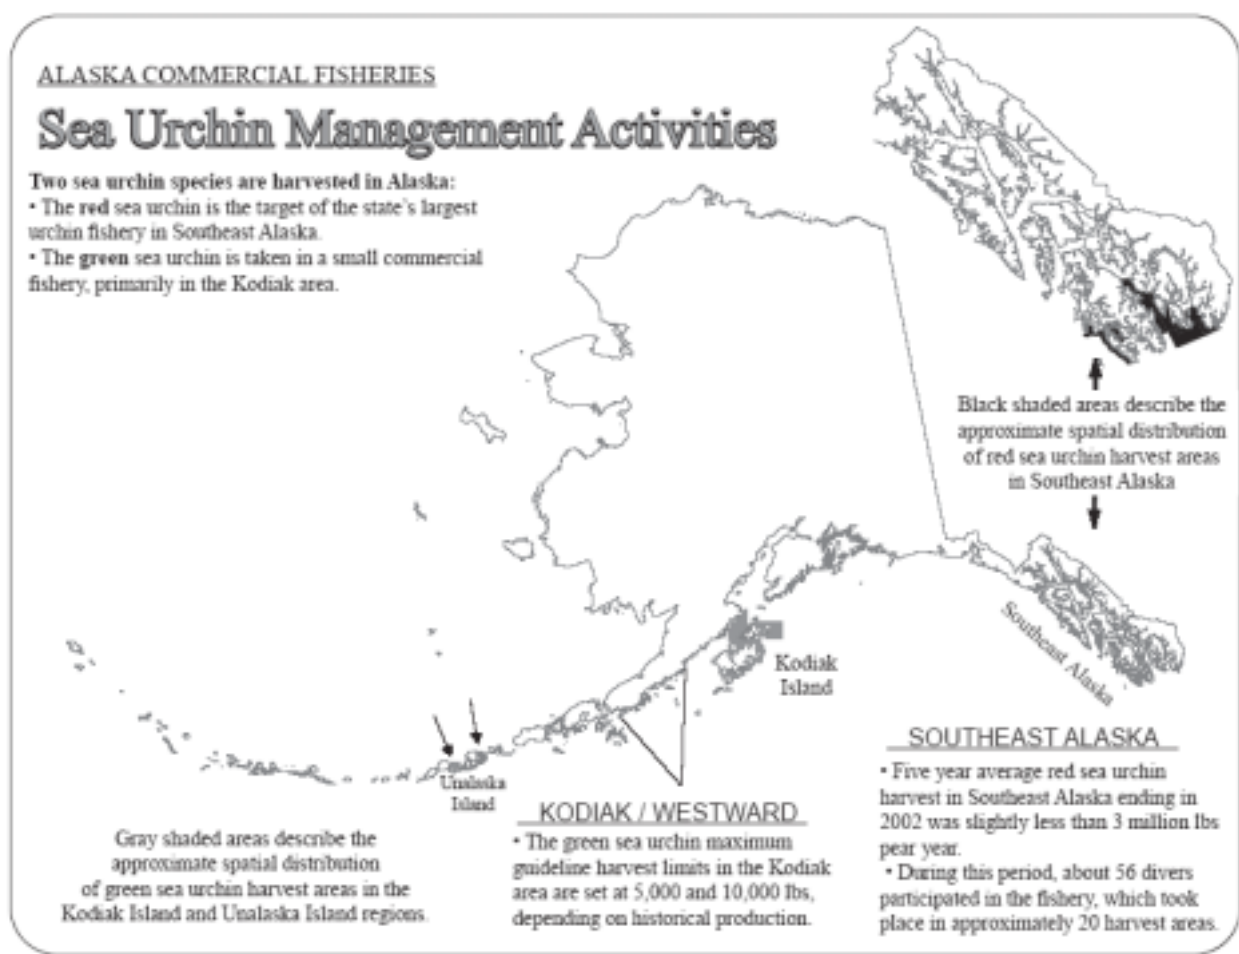 ALASKA COMMERCIAL FISHERIES
Sea Urchin Management Activities
Two sea urchin species are harvested in Alaska:
• The red sea urchin is the target of the state's largest
urchin fishery in Southeast Alaska.
• The green sea urchin is taken in a small commercial
fishery, primarily in the Kodiak area.
Black shaded areas describe the
approximate spatial distribution
of red sea urchin harvest areas
in Southeast Alaska
Southeast Alaska
Kodiak
Island
Unalaska
Island
Gray shaded areas describe the
approximate spatial distribution
of green sea urchin harvest areas in the
Kodiak Island and Unalaska Island regions.
KODIAK / WESTWARD
• The green sea urchin maximum
guideline harvest limits in the Kodiak
area are set at 5,000 and 10,000 lbs,
depending on historical production.
SOUTHEAST ALASKA
• Five year average red sea urchin
harvest in Southeast Alaska ending in
2002 was slightly less than 3 million lbs
pear year.
• During this period, about 56 divers
participated in the fishery, which took
place in approximately 20 harvest areas.